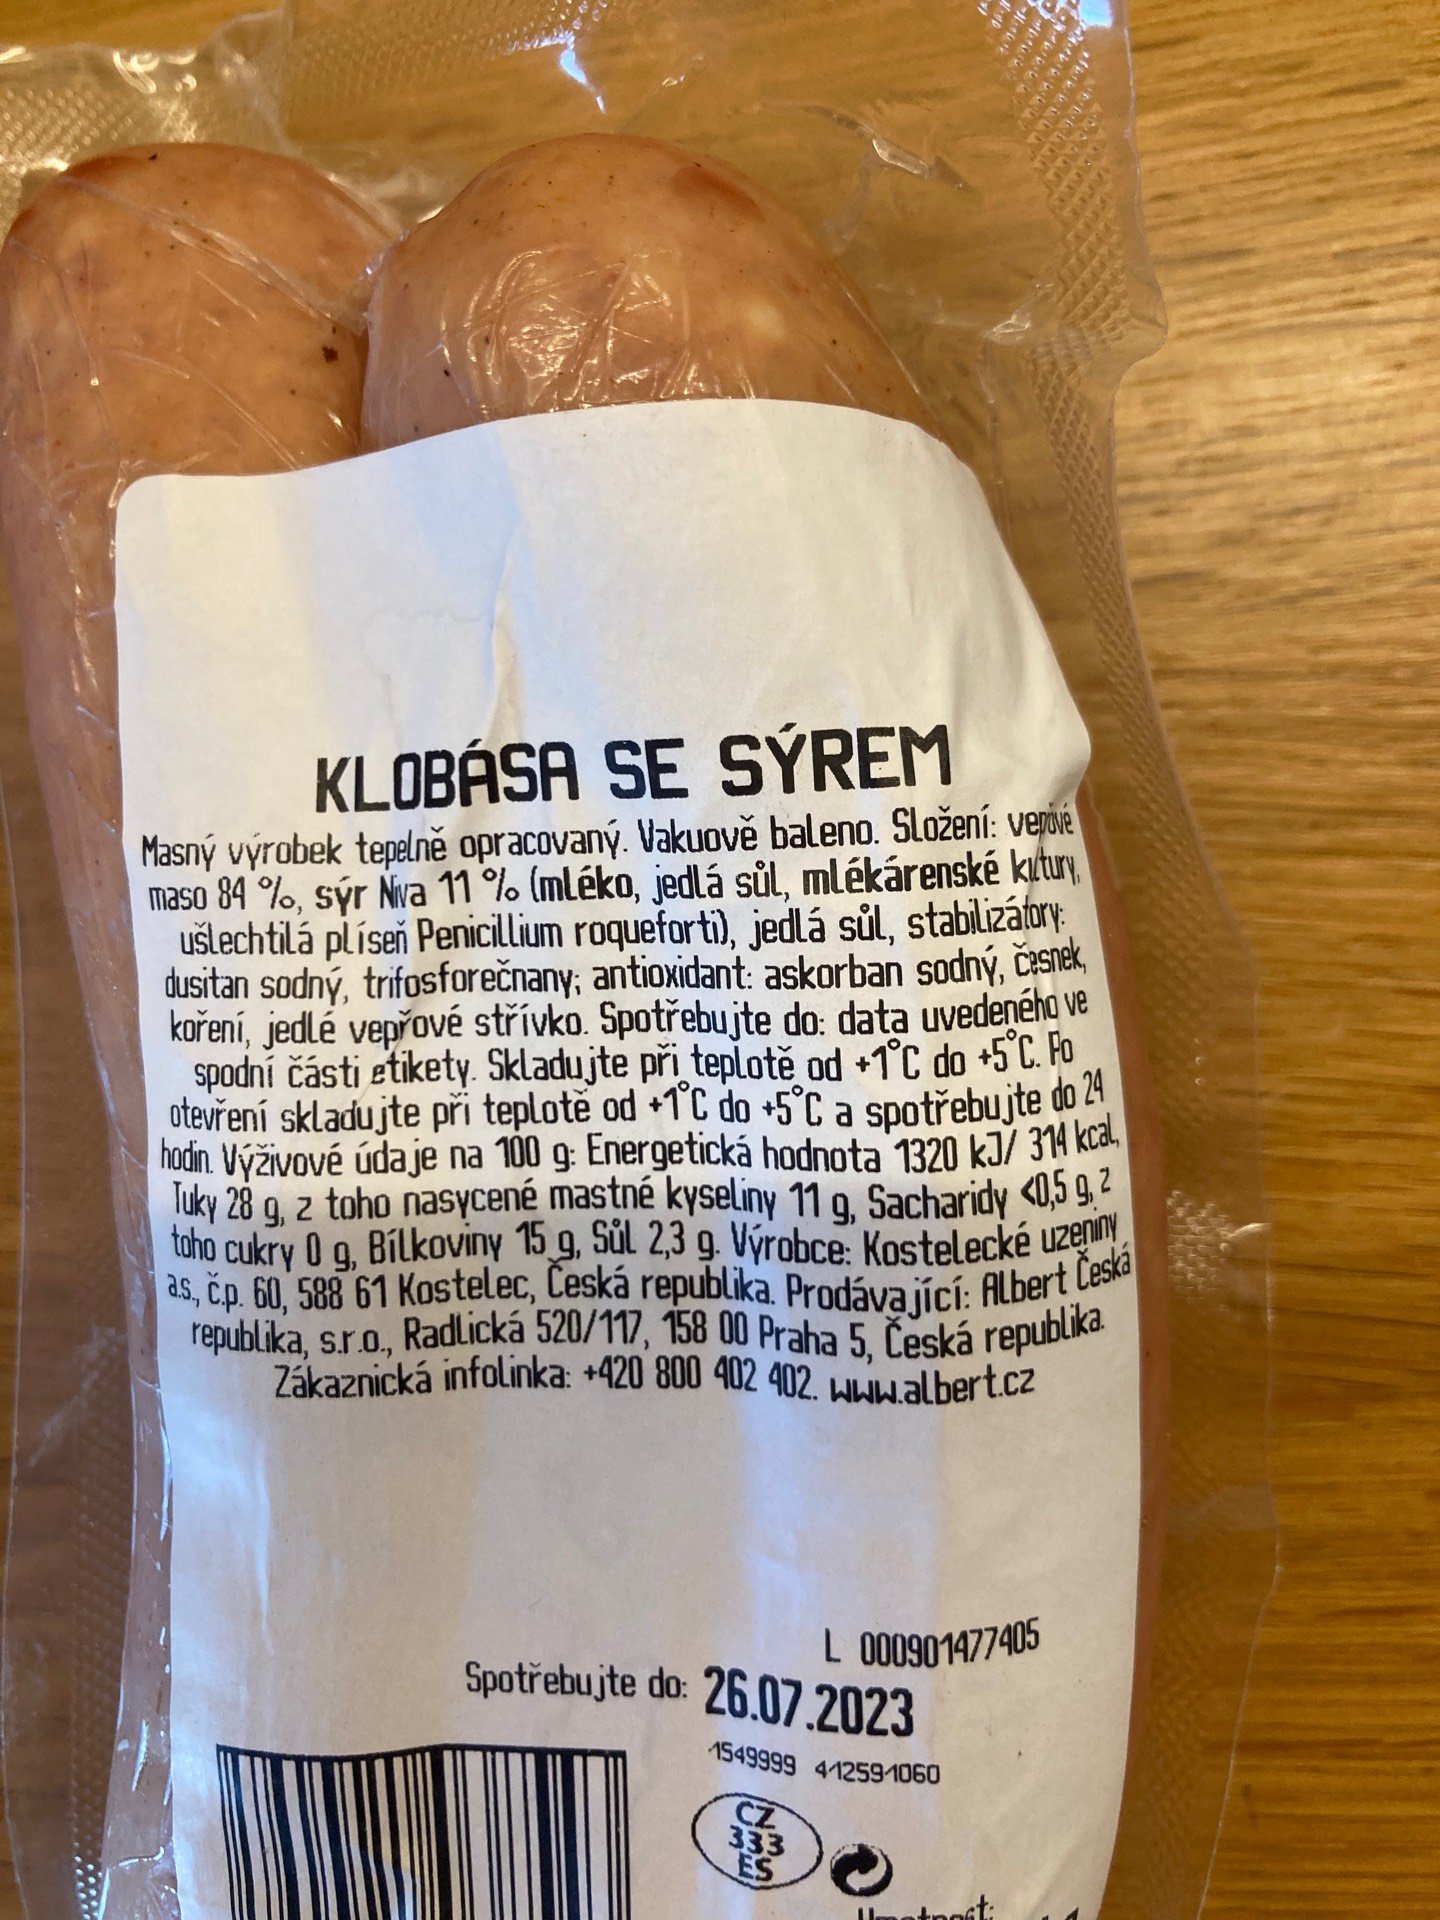 KLOBÁSA SE SÝREM
Masný výrobek tepelně opracovaný. Vakuově baleno. Složení: vepřové
maso 84 %, sýr Niva 11 % (mléko, jedlá sůl, mlékárenské kultury,
ušlechtilá plíseň Penicillium roqueforti), jedlá sůl, stabilizátory:
dusitan sodný, trifosforečnany; antioxidant: askorban sodný, česnek,
koření, jedlé vepřové střívko. Spotřebujte do: data uvedeného ve
spodní části etikety. Skladujte při teplotě od +1°C do +5°C. Po
otevření skladujte při teplotě od +1°C do +5°C a spotřebujte do 24
hodin. Výživové údaje na 100 g: Energetická hodnota 1320 kJ/ 314 kcal,
Tuky 28 g, z toho nasycené mastné kyseliny 11 g, Sacharidy <0,5 g, z
toho cukry 0 g, Bílkoviny 15 g, Sůl 2,3 g. Výrobce: Kostelecké uzeniny
a.s., č.p. 60, 588 61 Kostelec, Česká republika. Prodávající: Albert Česká
republika, s.r.o., Radlická 520/117, 158 00 Praha 5, Česká republika.
Zákaznická infolinka: +420 800 402 402. www.albert.cz
L 000901477405
Spotřebujte do: 26.07.2023
1549999 412591060
CZ
333
ES